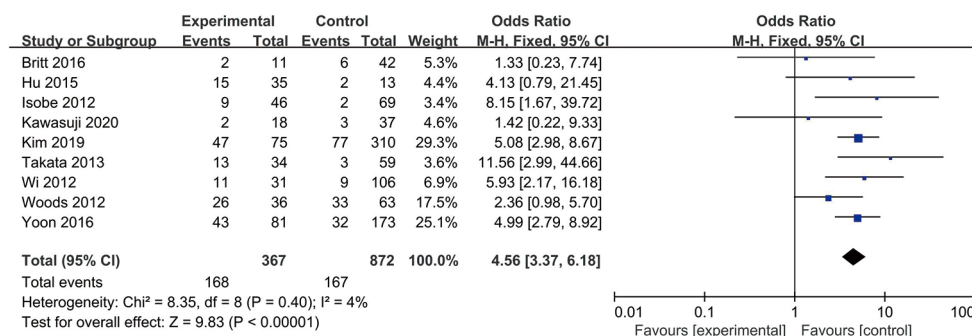 Experimental Control Odds Ratio Odds Ratio
Study or Subgroup Events Total Events Total Weight M-H, Fixed, 95% CI M-H, Fixed, 95% CI
Britt 2016 2 11 6 42 5.3% 1.33 [0.23, 7.74]
Hu 2015 15 35 2 13 4.4% 4.13 [0.79, 21.45]
Isobe 2012 9 46 2 69 3.4% 8.15 [1.67, 39.72]
Kawasuji 2020 2 18 3 37 4.6% 1.42 [0.22, 9.33]
Kim 2019 47 75 77 310 29.3% 5.08 [2.98, 8.67]
Takata 2013 13 34 3 59 3.6% 11.56 [2.99, 44.66]
Wi 2012 11 31 9 106 6.9% 5.93 [2.17, 16.18]
Woods 2012 26 36 33 63 17.5% 2.36 [0.98, 5.70]
Yoon 2016 43 81 32 173 25.1% 4.99 [2.79, 8.92]
Total (95% CI) 367 872 100.0% 4.56 [3.37, 6.18]
Total events 168 167
Heterogeneity: Chi² = 8.35, df = 8 (P = 0.40); I² = 4%
Test for overall effect: Z = 9.83 (P < 0.00001)
0.01 0.1 1 10 100
Favours [experimental] Favours [control]